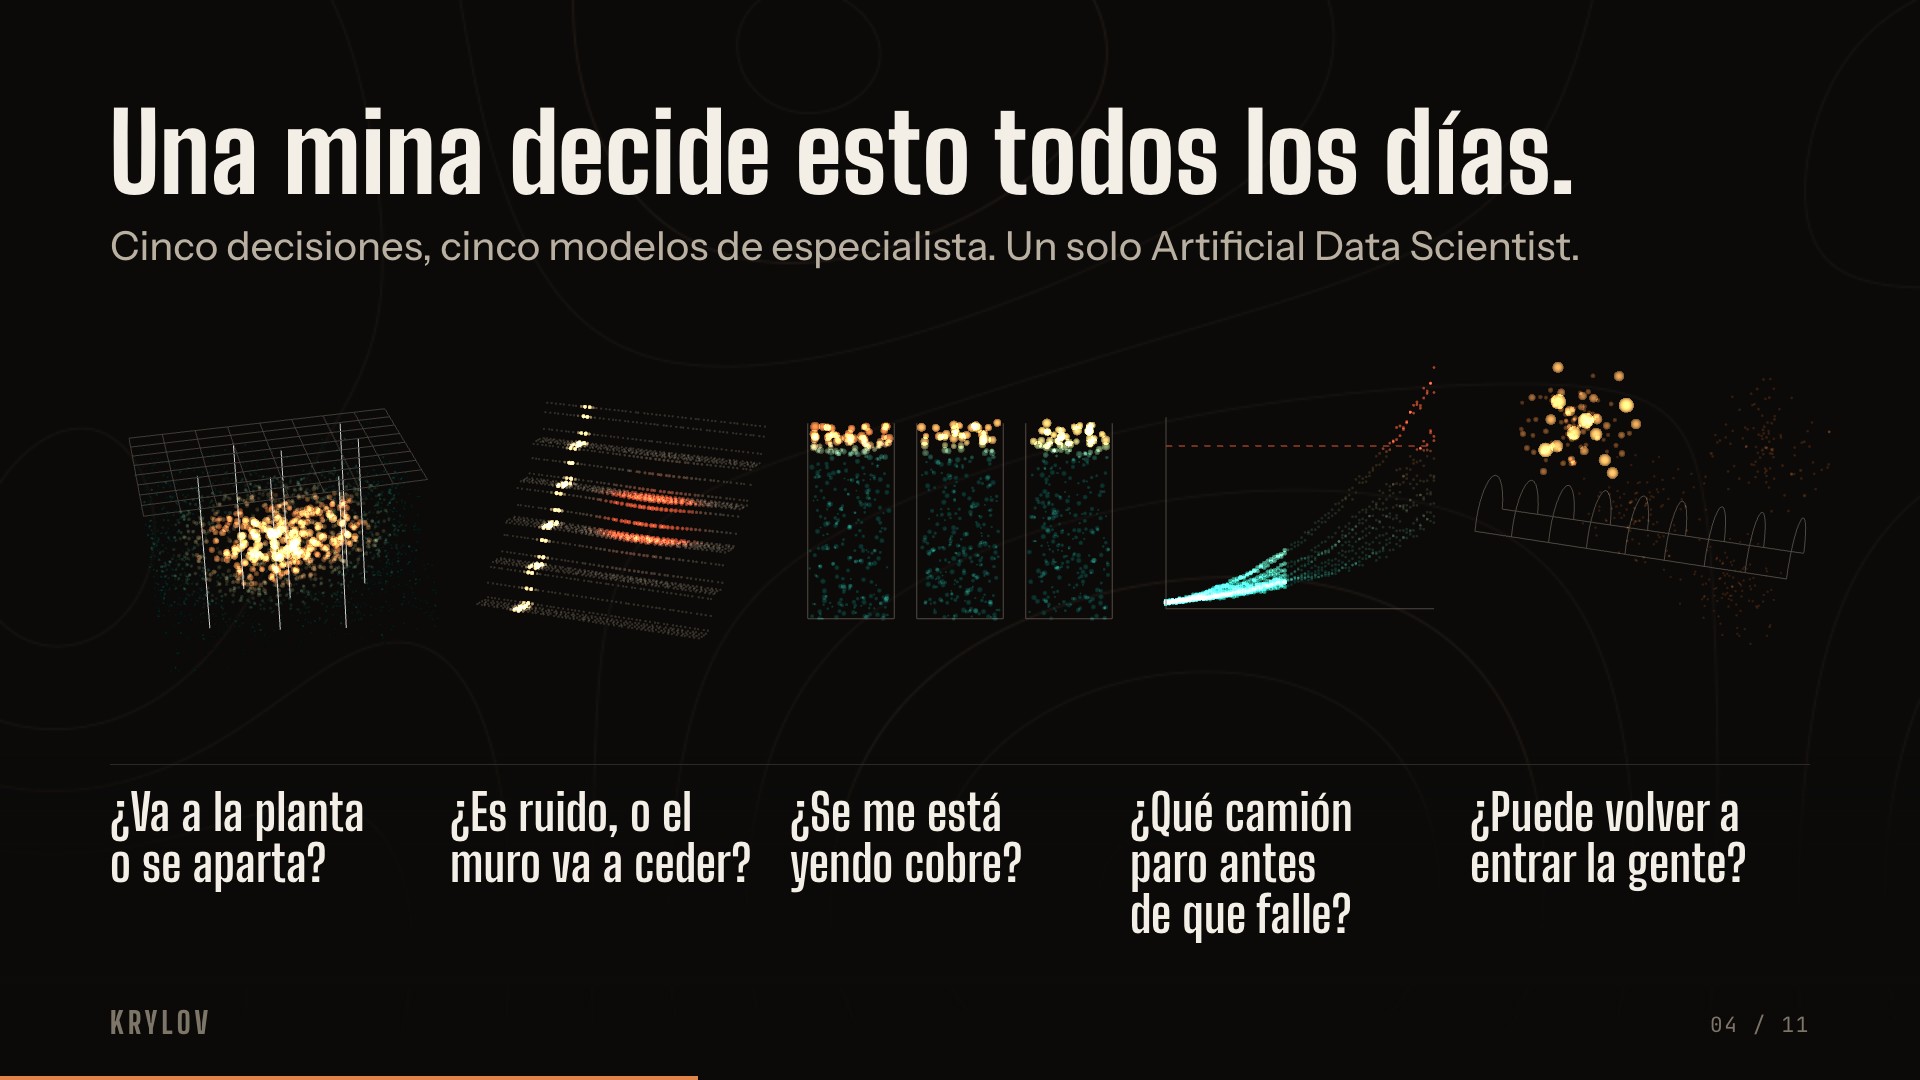 Una mina decide esto todos los días.
Cinco decisiones, cinco modelos de especialista. Un solo Artificial Data Scientist.
¿Va a la planta
o se aparta?
¿Es ruido, o el
muro va a ceder?
¿Se me está
yendo cobre?
¿Qué camión
paro antes
de que falle?
¿Puede volver a
entrar la gente?
KRYLOV
04 / 11